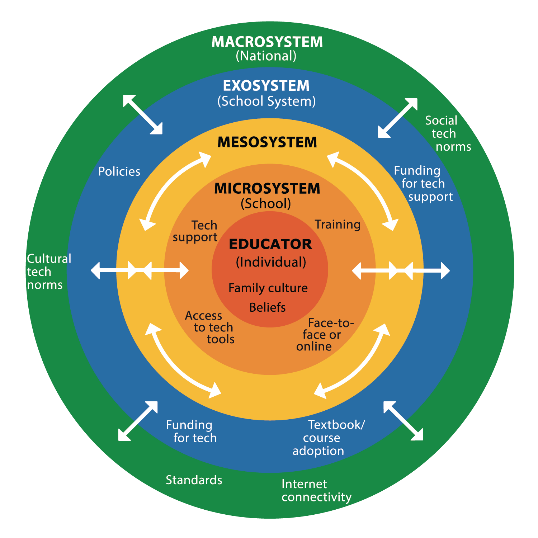 MACROSYSTEM
(National)
EXOSYSTEM
(School System)
Social
tech
norms
MESOSYSTEM
Policies
Funding
for tech
support
MICROSYSTEM
(School)
Tech
support
Training
EDUCATOR
(Individual)
Cultural
tech
norms
Family culture
Beliefs
Access
to tech
tools
Face-to-
face or
online
Funding
for tech
Textbook/
course
adoption
Standards
Internet
connectivity